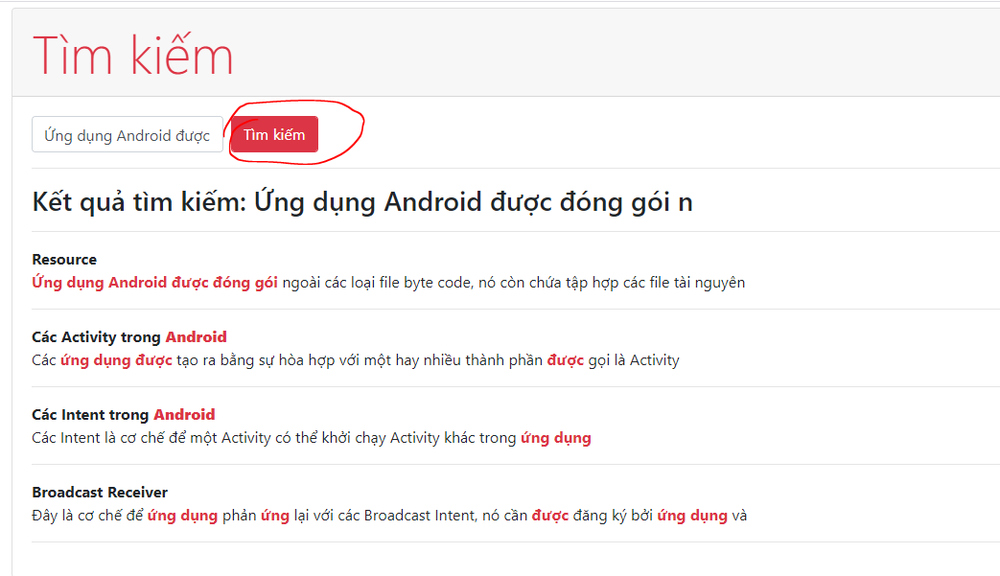 Tìm kiếm
Ứng dụng Android được
Tìm kiếm
Kết quả tìm kiếm: Ứng dụng Android được đóng gói n
Resource
Ứng dụng Android được đóng gói ngoài các loại file byte code, nó còn chứa tập hợp các file tài nguyên
Các Activity trong Android
Các ứng dụng được tạo ra bằng sự hòa hợp với một hay nhiều thành phần được gọi là Activity
Các Intent trong Android
Các Intent là cơ chế để một Activity có thể khởi chạy Activity khác trong ứng dụng
Broadcast Receiver
Đây là cơ chế để ứng dụng phản ứng lại với các Broadcast Intent, nó cần được đăng ký bởi ứng dụng và